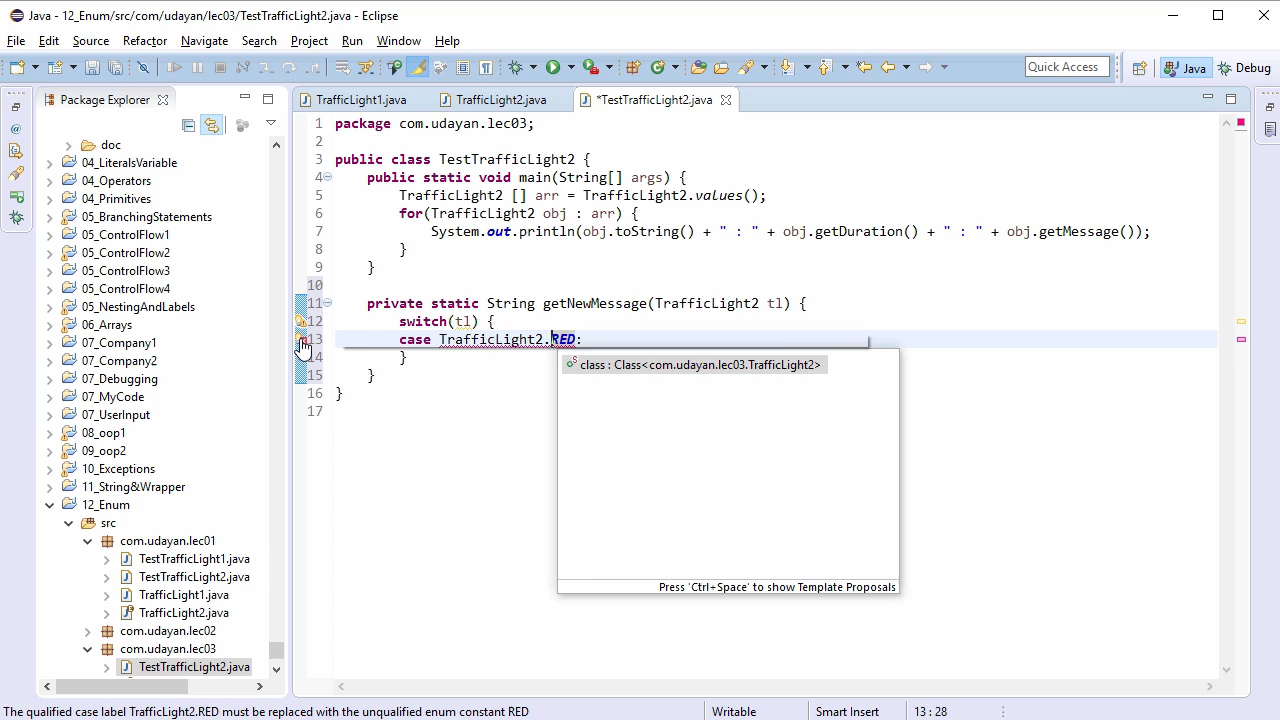 Java - 12_Enum/src/com/udayan/lec03/TestTrafficLight2.java - Eclipse
File Edit Source Refactor Navigate Search Project Run Window Help
Quick Access Java Debug
Package Explorer
TrafficLight1.java TrafficLight2.java *TestTrafficLight2.java
doc
04_LiteralsVariable
04_Operators
04_Primitives
05_BranchingStatements
05_ControlFlow1
05_ControlFlow2
05_ControlFlow3
05_ControlFlow4
05_NestingAndLabels
06_Arrays
07_Company1
07_Company2
07_Debugging
07_MyCode
07_UserInput
08_oop1
09_oop2
10_Exceptions
11_String&Wrapper
12_Enum
src
com.udayan.lec01
TestTrafficLight1.java
TestTrafficLight2.java
TrafficLight1.java
TrafficLight2.java
com.udayan.lec02
com.udayan.lec03
TestTrafficLight2.java
1 package com.udayan.lec03;
2
3 public class TestTrafficLight2 {
4 public static void main(String[] args) {
5 TrafficLight2 [] arr = TrafficLight2.values();
6 for(TrafficLight2 obj : arr) {
7 System.out.println(obj.toString() + " : " + obj.getDuration() + " : " + obj.getMessage());
8 }
9 }
10
11 private static String getNewMessage(TrafficLight2 tl) {
12 switch(tl) {
13 case TrafficLight2.RED:
14 }
15 }
16 }
17
class : Class<com.udayan.lec03.TrafficLight2>
Press 'Ctrl+Space' to show Template Proposals
The qualified case label TrafficLight2.RED must be replaced with the unqualified enum constant RED
Writable Smart Insert 13 : 28